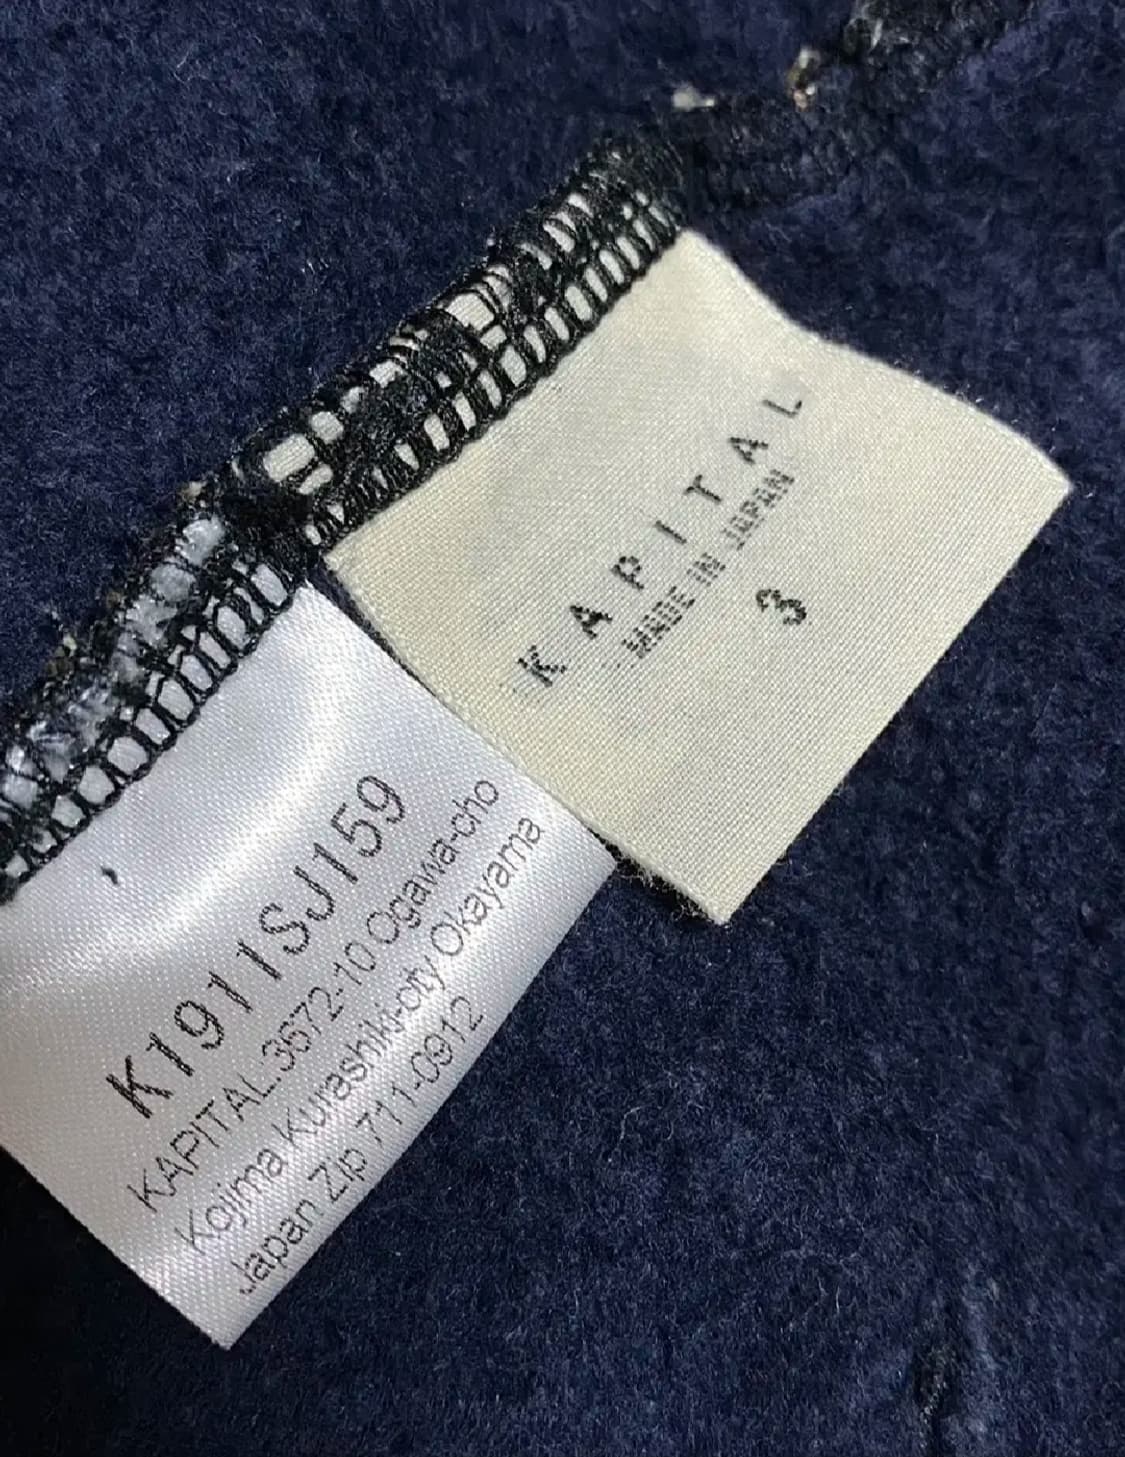 KAPITAL
MADE IN JAPAN
3
K1911SJ159
KAPITAL.3672-10 Ogawa-cho
Kojima Kurashiki-city Okayama
Japan Zip 711-0912